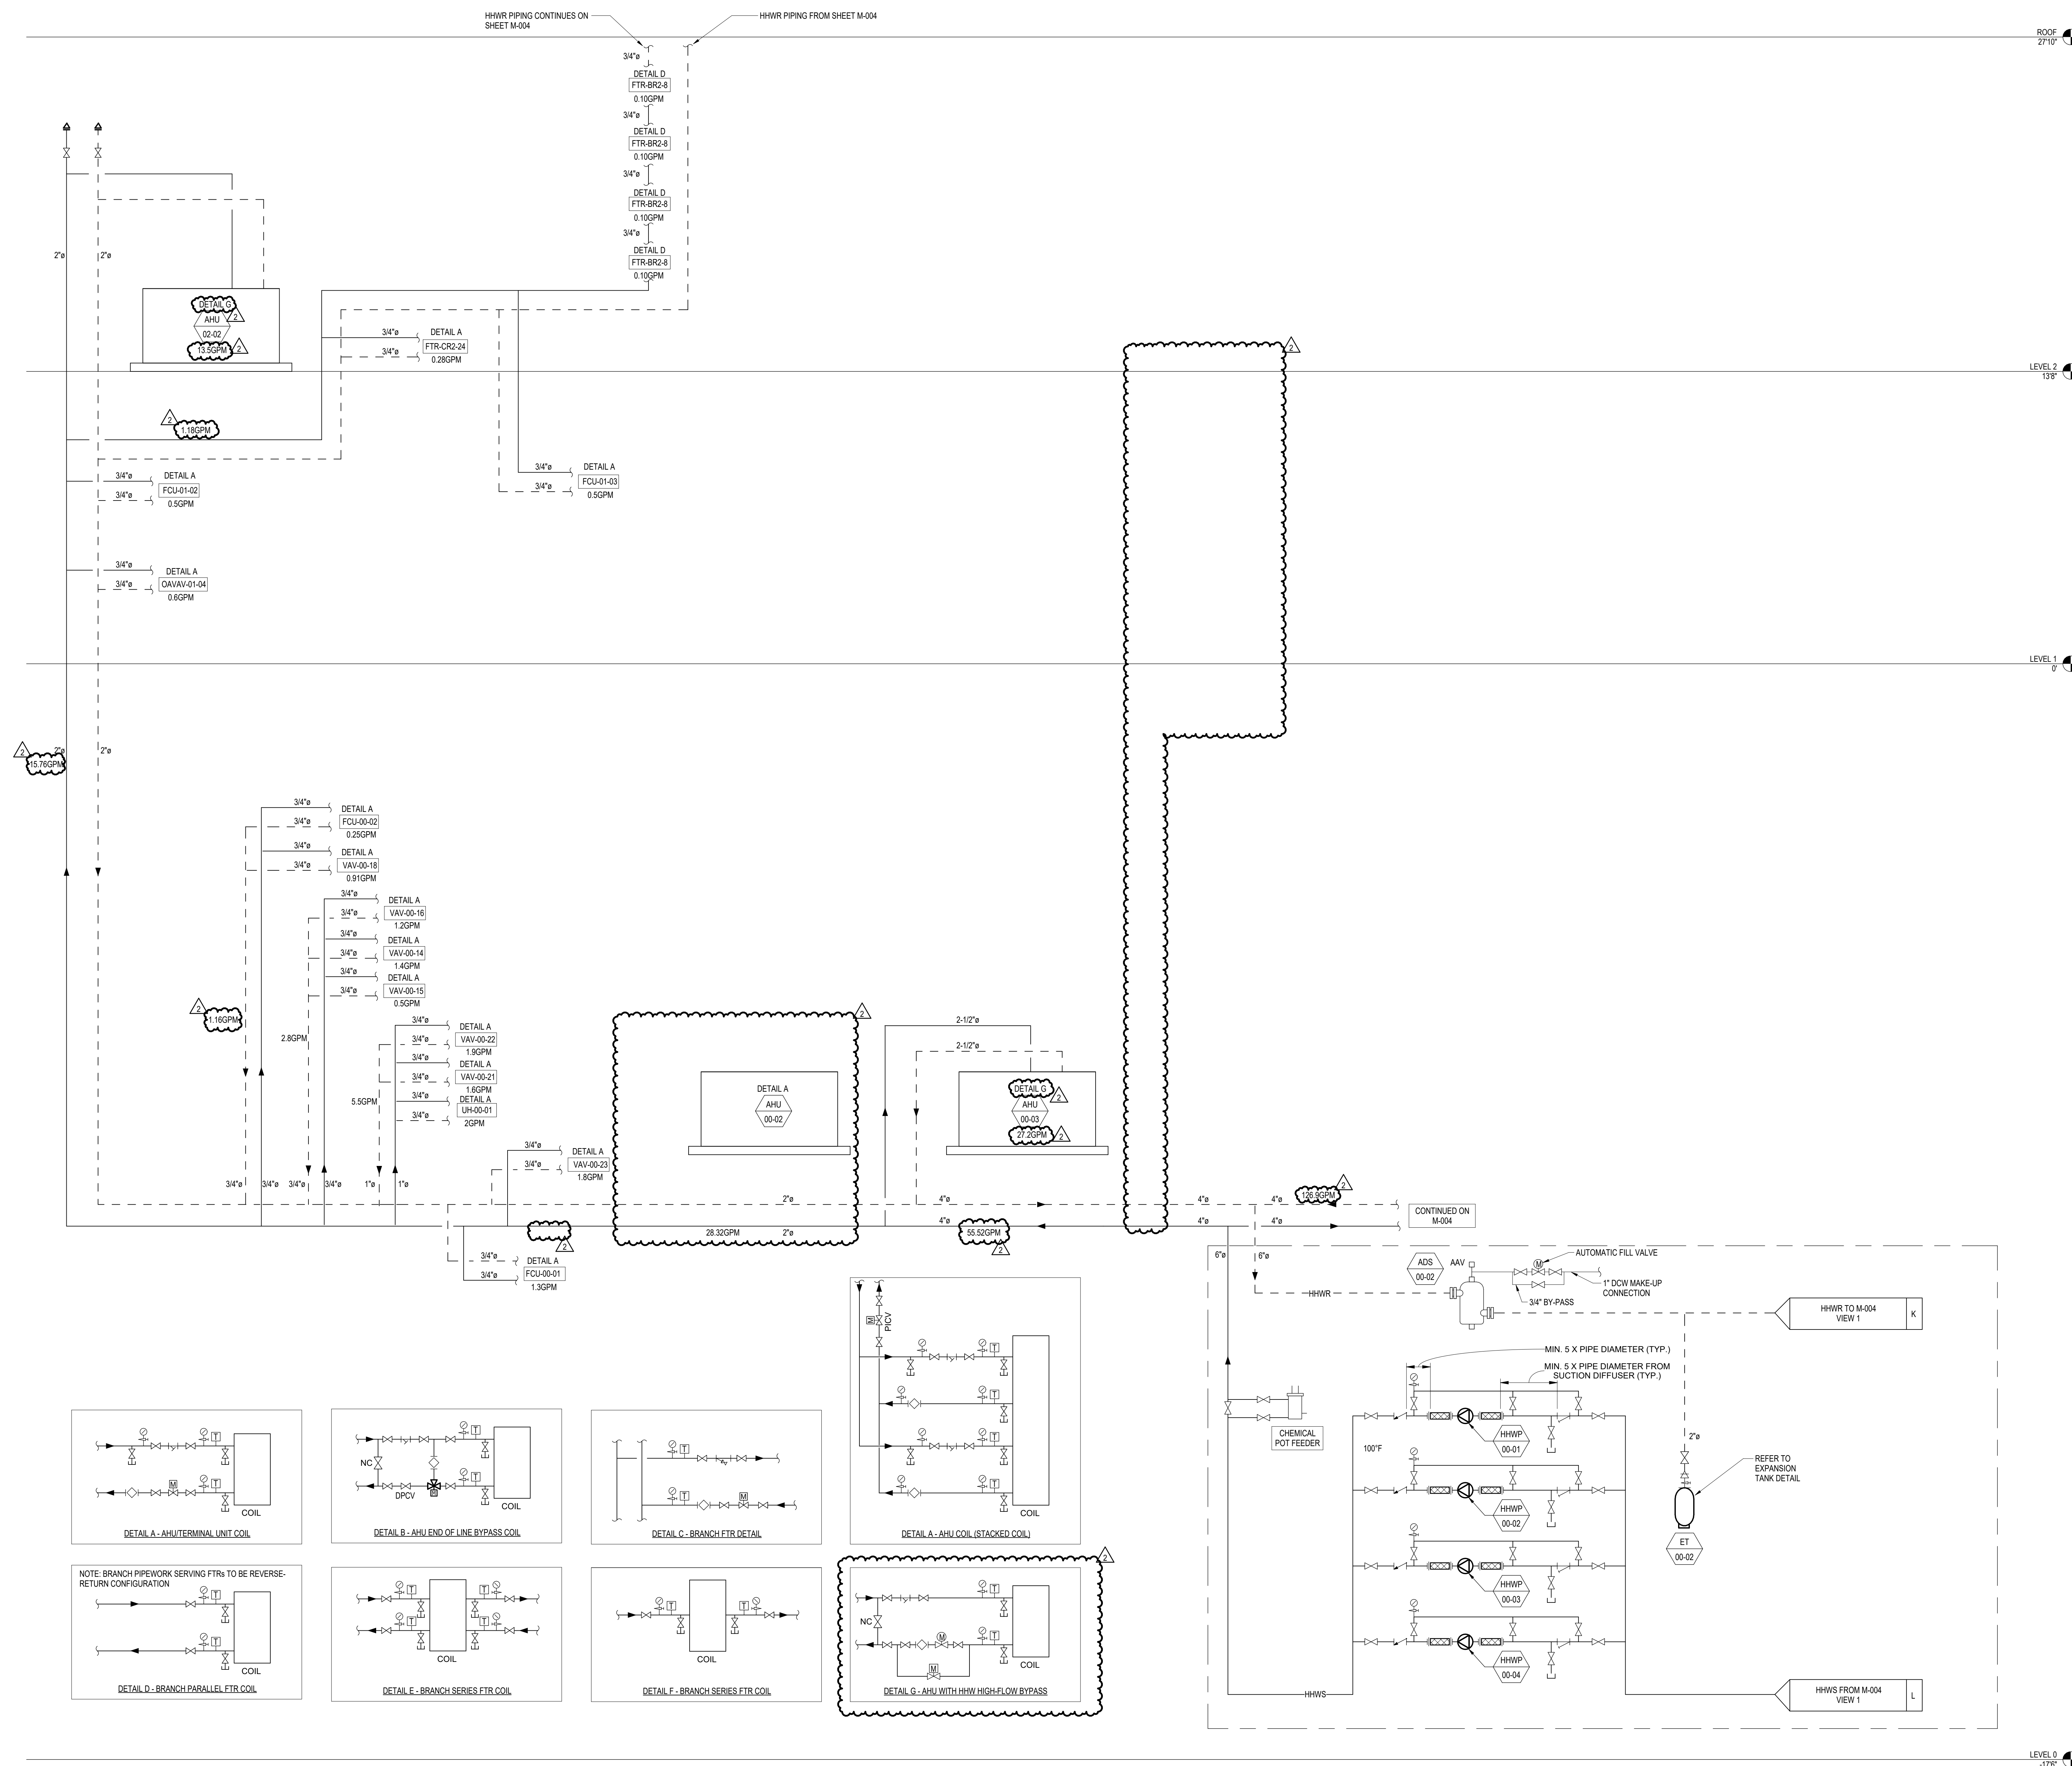 HHWR PIPING CONTINUES ON
SHEET M-004
HHWR PIPING FROM SHEET M-004
ROOF
27'10"
3/4"ø
DETAIL D
FTR-BR2-8
0.10GPM
3/4"ø
DETAIL D
FTR-BR2-8
0.10GPM
3/4"ø
DETAIL D
FTR-BR2-8
0.10GPM
3/4"ø
DETAIL D
FTR-BR2-8
0.10GPM
2"ø
2"ø
DETAIL G
2
AHU
02-02
13.5GPM
2
3/4"ø
DETAIL A
FTR-CR2-24
3/4"ø
0.28GPM
2
LEVEL 2
13'8"
2
1.18GPM
3/4"ø
DETAIL A
FCU-01-02
3/4"ø
0.5GPM
3/4"ø
DETAIL A
FCU-01-03
3/4"ø
0.5GPM
3/4"ø
DETAIL A
OAVAV-01-04
3/4"ø
0.6GPM
LEVEL 1
0'
2
2"ø
2"ø
15.76GPM
3/4"ø
DETAIL A
FCU-00-02
3/4"ø
0.25GPM
3/4"ø
DETAIL A
VAV-00-18
3/4"ø
0.91GPM
3/4"ø
DETAIL A
VAV-00-16
3/4"ø
1.2GPM
3/4"ø
DETAIL A
VAV-00-14
3/4"ø
1.4GPM
3/4"ø
DETAIL A
VAV-00-15
3/4"ø
0.5GPM
2
1.16GPM
2.8GPM
3/4"ø
DETAIL A
VAV-00-22
3/4"ø
1.9GPM
3/4"ø
DETAIL A
VAV-00-21
3/4"ø
1.6GPM
3/4"ø
DETAIL A
UH-00-01
3/4"ø
2GPM
5.5GPM
3/4"ø
DETAIL A
VAV-00-23
3/4"ø
1.8GPM
3/4"ø
3/4"ø
3/4"ø
3/4"ø
1"ø
1"ø
2
DETAIL A
AHU
00-02
2"ø
28.32GPM
2"ø
2
2-1/2"ø
2-1/2"ø
DETAIL G
2
AHU
00-03
27.2GPM
2
4"ø
4"ø
55.52GPM
2
4"ø
4"ø
4"ø
4"ø
126.9GPM
2
CONTINUED ON
M-004
3/4"ø
DETAIL A
FCU-00-01
3/4"ø
1.3GPM
6"ø
6"ø
HHWR
ADS
00-02
AAV
M
AUTOMATIC FILL VALVE
1" DCW MAKE-UP
CONNECTION
3/4" BY-PASS
HHWR TO M-004
VIEW 1
K
MIN. 5 X PIPE DIAMETER (TYP.)
MIN. 5 X PIPE DIAMETER FROM
SUCTION DIFFUSER (TYP.)
CHEMICAL
POT FEEDER
100°F
HHWP
00-01
HHWP
00-02
HHWP
00-03
HHWP
00-04
2"ø
REFER TO
EXPANSION
TANK DETAIL
ET
00-02
HHWS
HHWS FROM M-004
VIEW 1
L
T
M
T
COIL
DETAIL A - AHU/TERMINAL UNIT COIL
T
NC
T
DPCV
M
COIL
DETAIL B - AHU END OF LINE BYPASS COIL
T
T
M
DETAIL C - BRANCH FTR DETAIL
M
PICV
T
T
T
T
COIL
DETAIL A - AHU COIL (STACKED COIL)
NOTE: BRANCH PIPEWORK SERVING FTRs TO BE REVERSE-
RETURN CONFIGURATION
T
T
COIL
DETAIL D - BRANCH PARALLEL FTR COIL
T
T
T
T
COIL
DETAIL E - BRANCH SERIES FTR COIL
T
T
COIL
DETAIL F - BRANCH SERIES FTR COIL
2
T
NC
M
T
M
COIL
DETAIL G - AHU WITH HHW HIGH-FLOW BYPASS
LEVEL 0
-17'6"